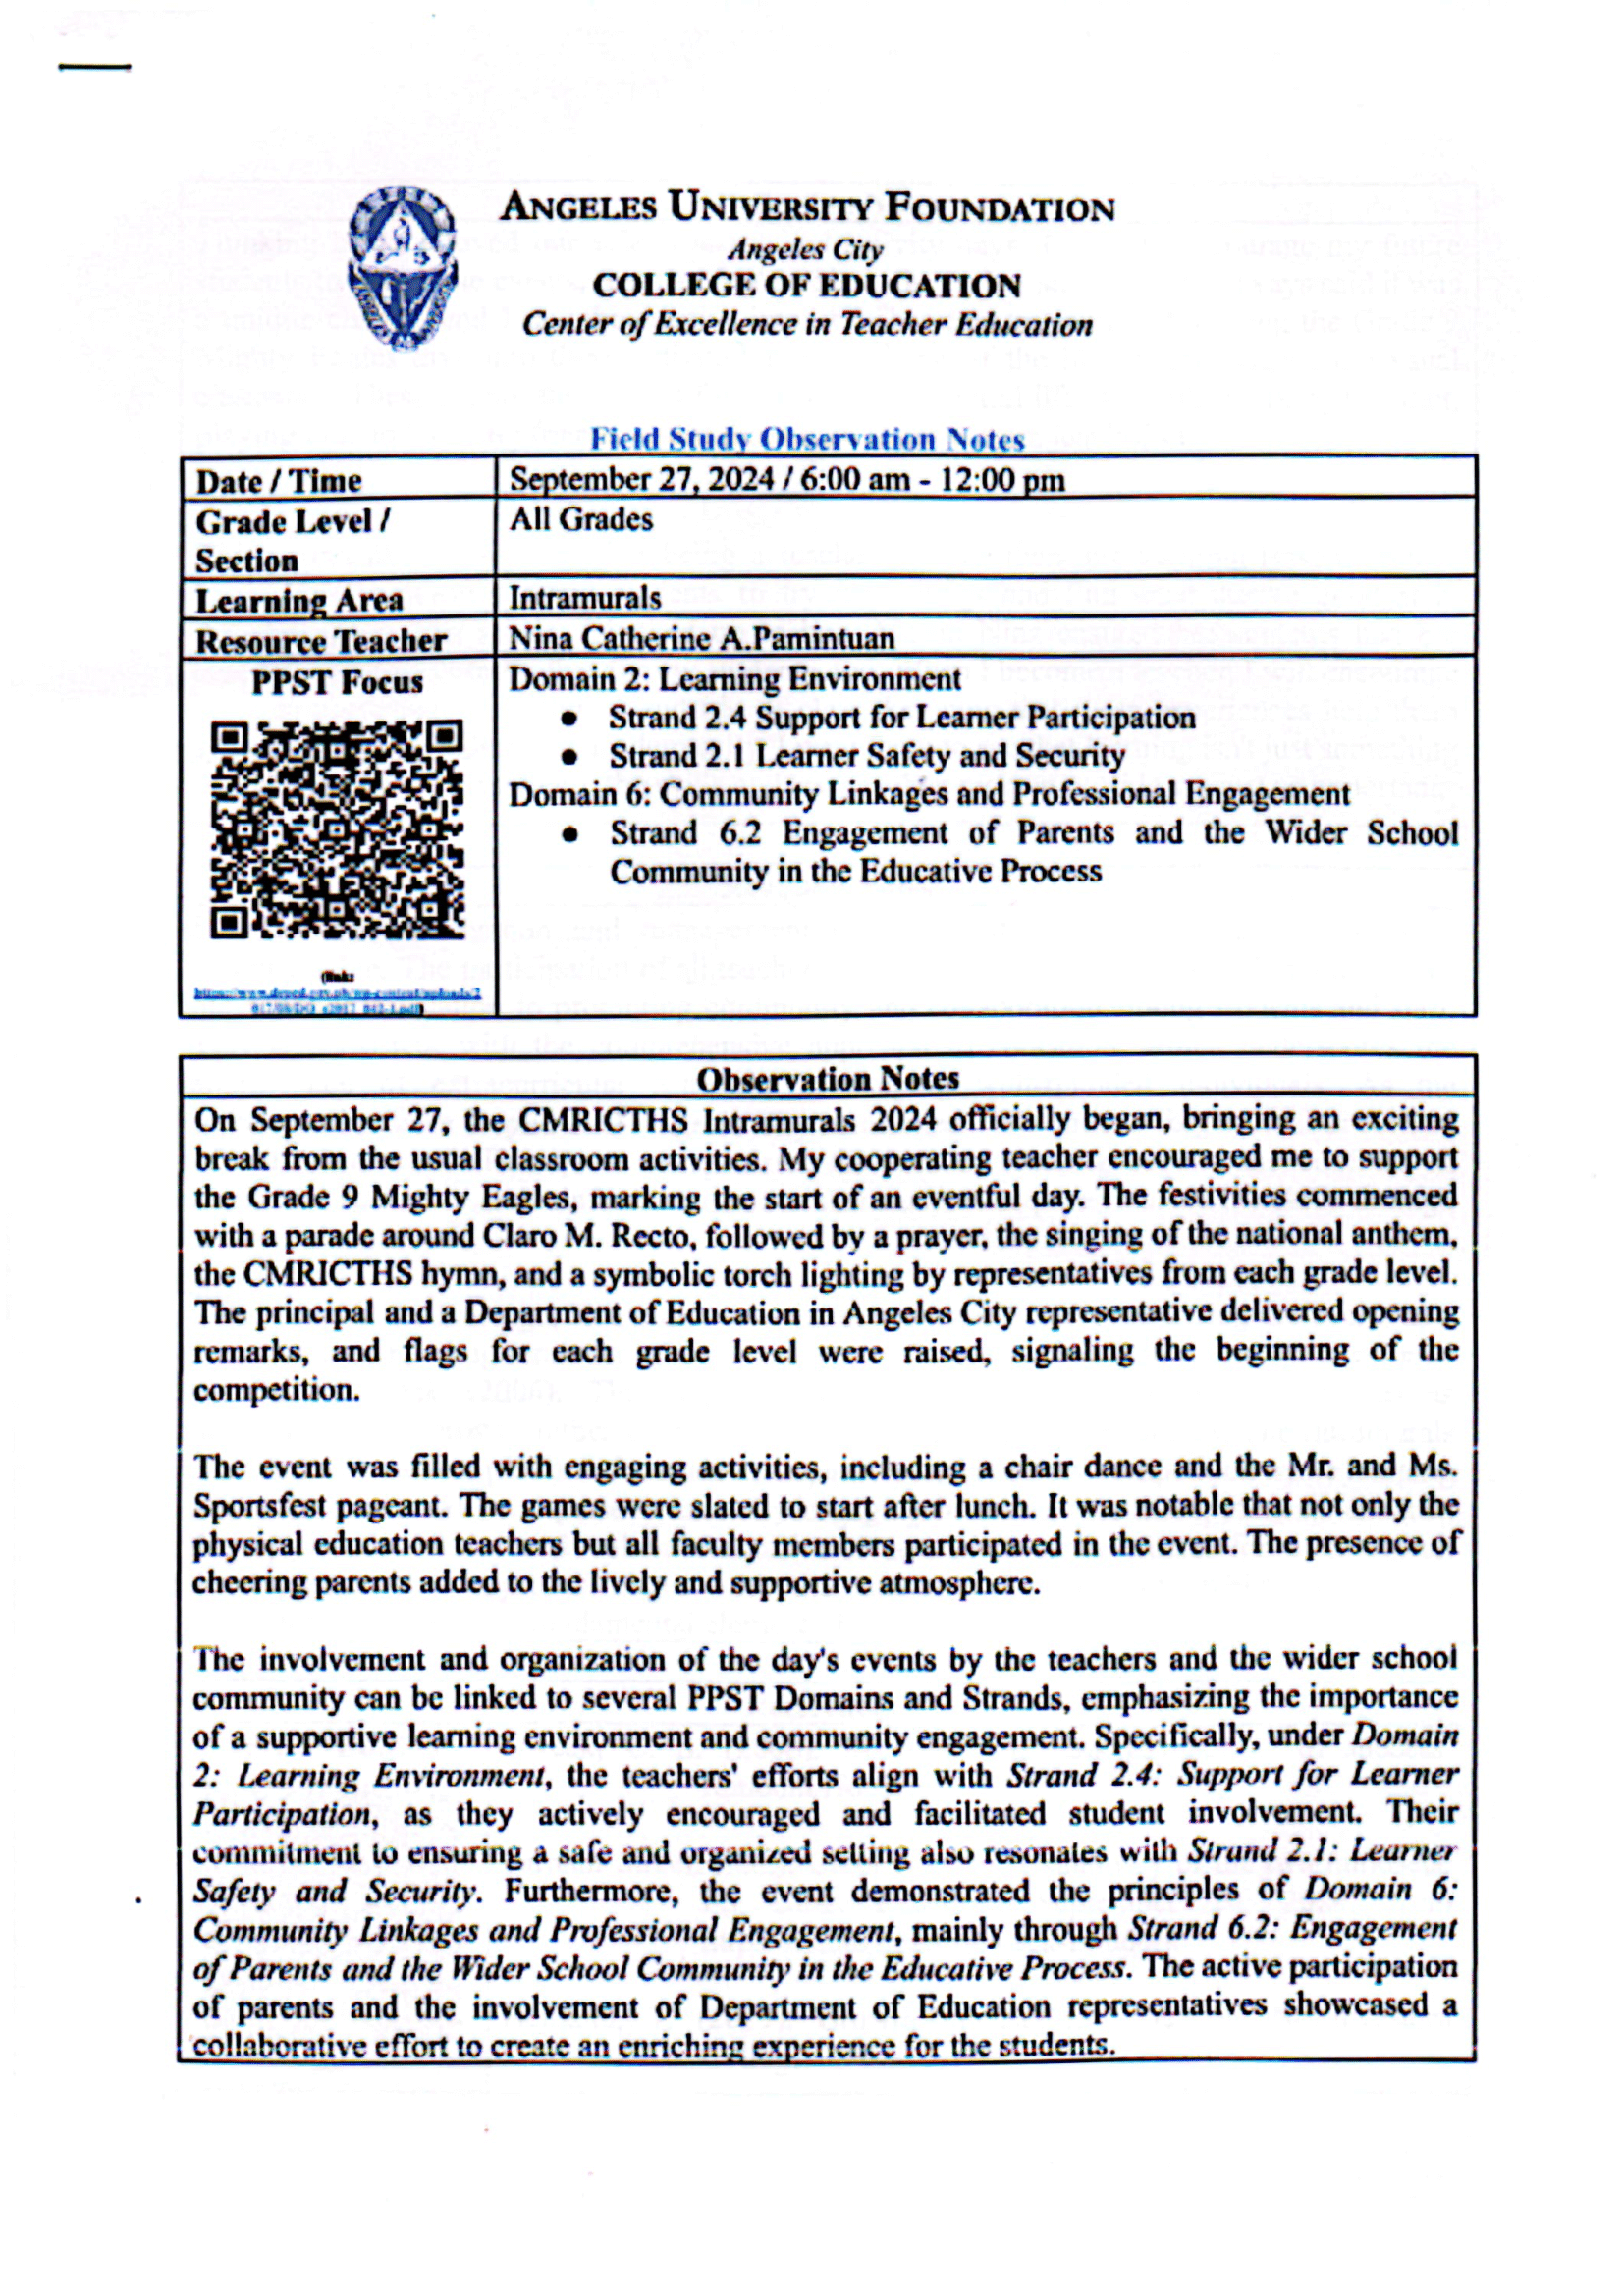 ANGELES UNIVERSITY FOUNDATION
Angeles City
COLLEGE OF EDUCATION
Center of Excellence in Teacher Education
Field Study Observation Notes
Date / Time September 27, 2024 / 6:00 am - 12:00 pm
Grade Level / All Grades
Section
Learning Area Intramurals
Resource Teacher Nina Catherine A.Pamintuan
PPST Focus Domain 2: Learning Environment
● Strand 2.4 Support for Learner Participation
● Strand 2.1 Learner Safety and Security
Domain 6: Community Linkages and Professional Engagement
● Strand 6.2 Engagement of Parents and the Wider School
Community in the Educative Process
(link:
Observation Notes
On September 27, the CMRICTHS Intramurals 2024 officially began, bringing an exciting
break from the usual classroom activities. My cooperating teacher encouraged me to support
the Grade 9 Mighty Eagles, marking the start of an eventful day. The festivities commenced
with a parade around Claro M. Recto, followed by a prayer, the singing of the national anthem,
the CMRICTHS hymn, and a symbolic torch lighting by representatives from each grade level.
The principal and a Department of Education in Angeles City representative delivered opening
remarks, and flags for each grade level were raised, signaling the beginning of the
competition.
The event was filled with engaging activities, including a chair dance and the Mr. and Ms.
Sportsfest pageant. The games were slated to start after lunch. It was notable that not only the
physical education teachers but all faculty members participated in the event. The presence of
cheering parents added to the lively and supportive atmosphere.
The involvement and organization of the day's events by the teachers and the wider school
community can be linked to several PPST Domains and Strands, emphasizing the importance
of a supportive learning environment and community engagement. Specifically, under Domain
2: Learning Environment, the teachers' efforts align with Strand 2.4: Support for Learner
Participation, as they actively encouraged and facilitated student involvement. Their
commitment to ensuring a safe and organized setting also resonates with Strand 2.1: Learner
Safety and Security. Furthermore, the event demonstrated the principles of Domain 6:
Community Linkages and Professional Engagement, mainly through Strand 6.2: Engagement
of Parents and the Wider School Community in the Educative Process. The active participation
of parents and the involvement of Department of Education representatives showcased a
collaborative effort to create an enriching experience for the students.